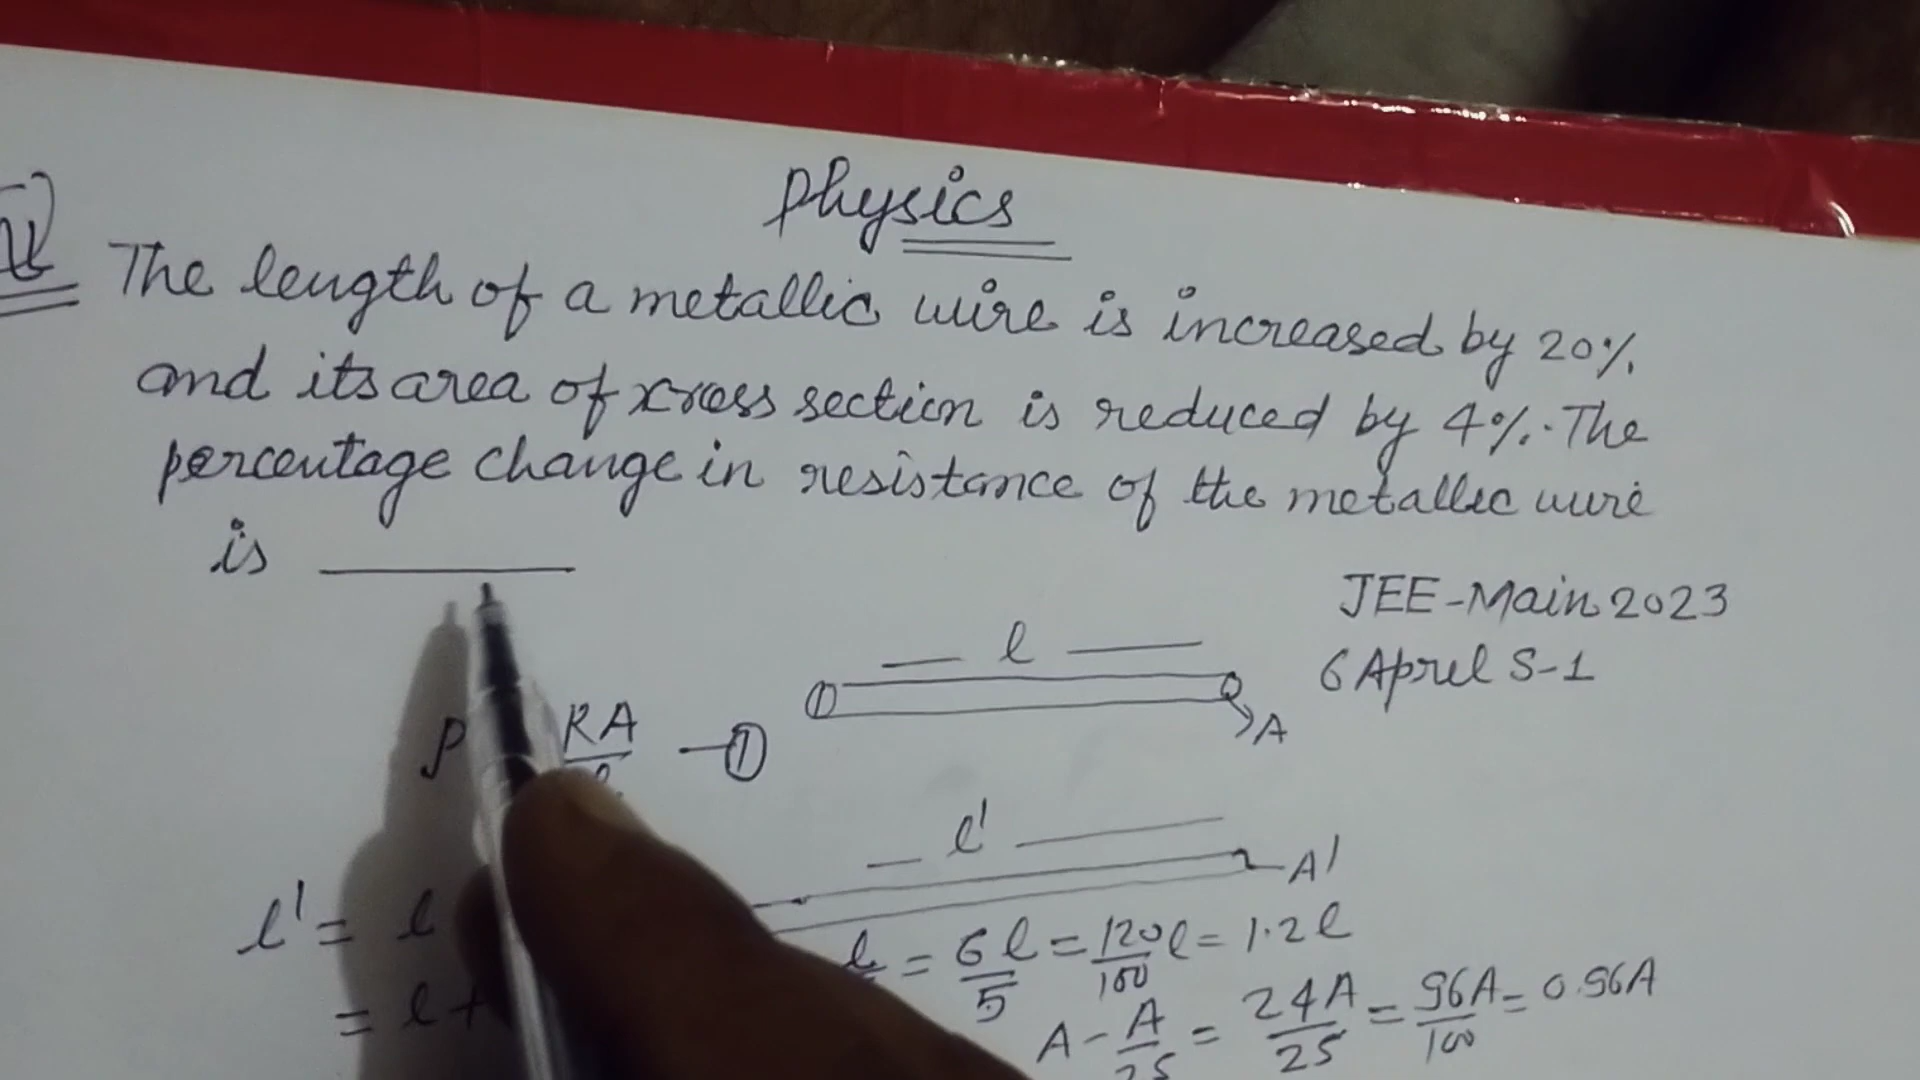 Physics
The length of a metallic wire is increased by 20%
and its area of xross section is reduced by 4%. The
percentage change in resistance of the metallic wire
is
JEE-Main 2023
6 April S-1
l
ρ RA —①
A
l'
A'
l' = l
= 6l/5 = 120/100 l = 1.2l
= l +
A - A/25 = 24A/25 = 96A/100 = 0.96A